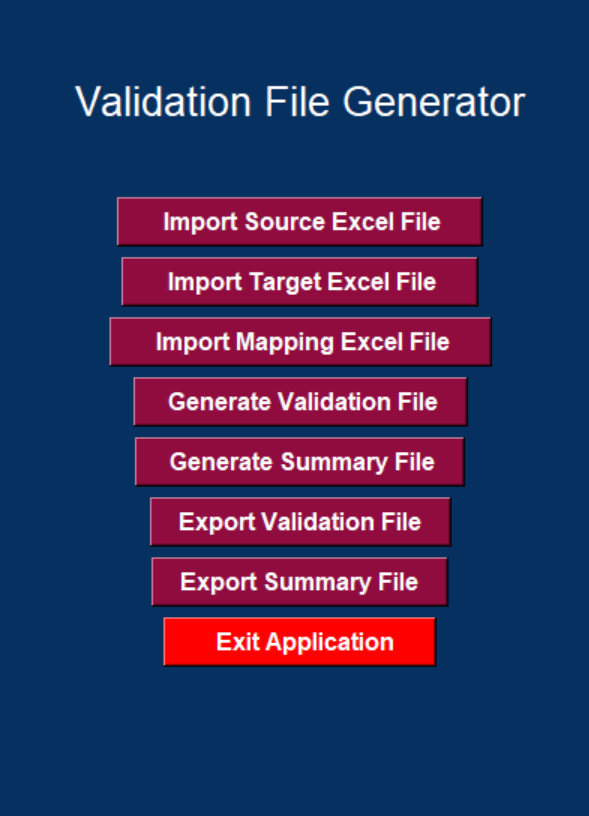 Validation File Generator
Import Source Excel File
Import Target Excel File
Import Mapping Excel File
Generate Validation File
Generate Summary File
Export Validation File
Export Summary File
Exit Application